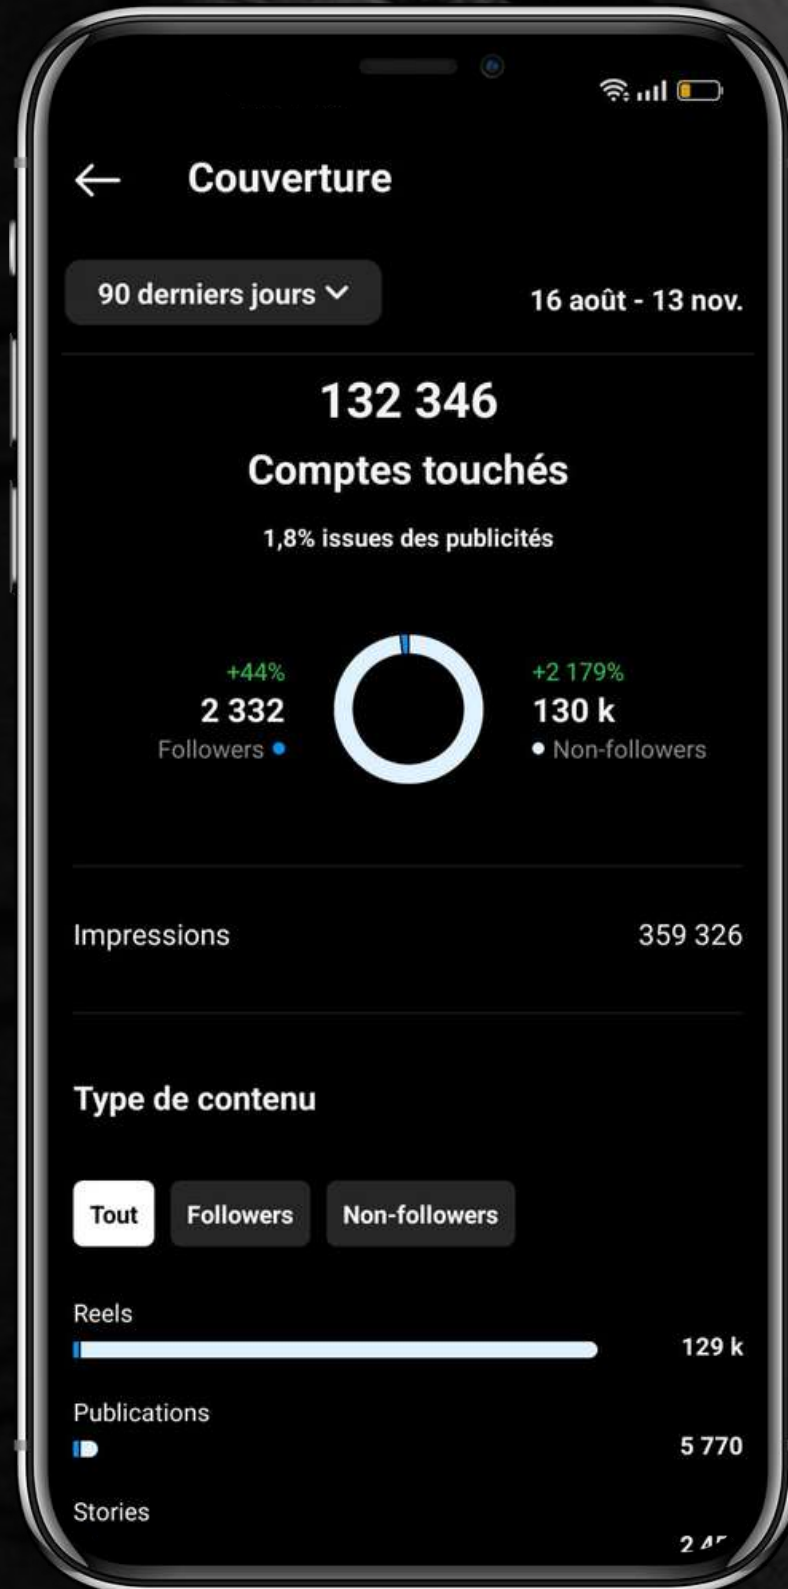 Couverture
90 derniers jours
16 août - 13 nov.
132 346
Comptes touchés
1,8% issues des publicités
+44%
2 332
Followers
+2 179%
130 k
Non-followers
Impressions 359 326
Type de contenu
Tout Followers Non-followers
Reels
129 k
Publications
5 770
Stories